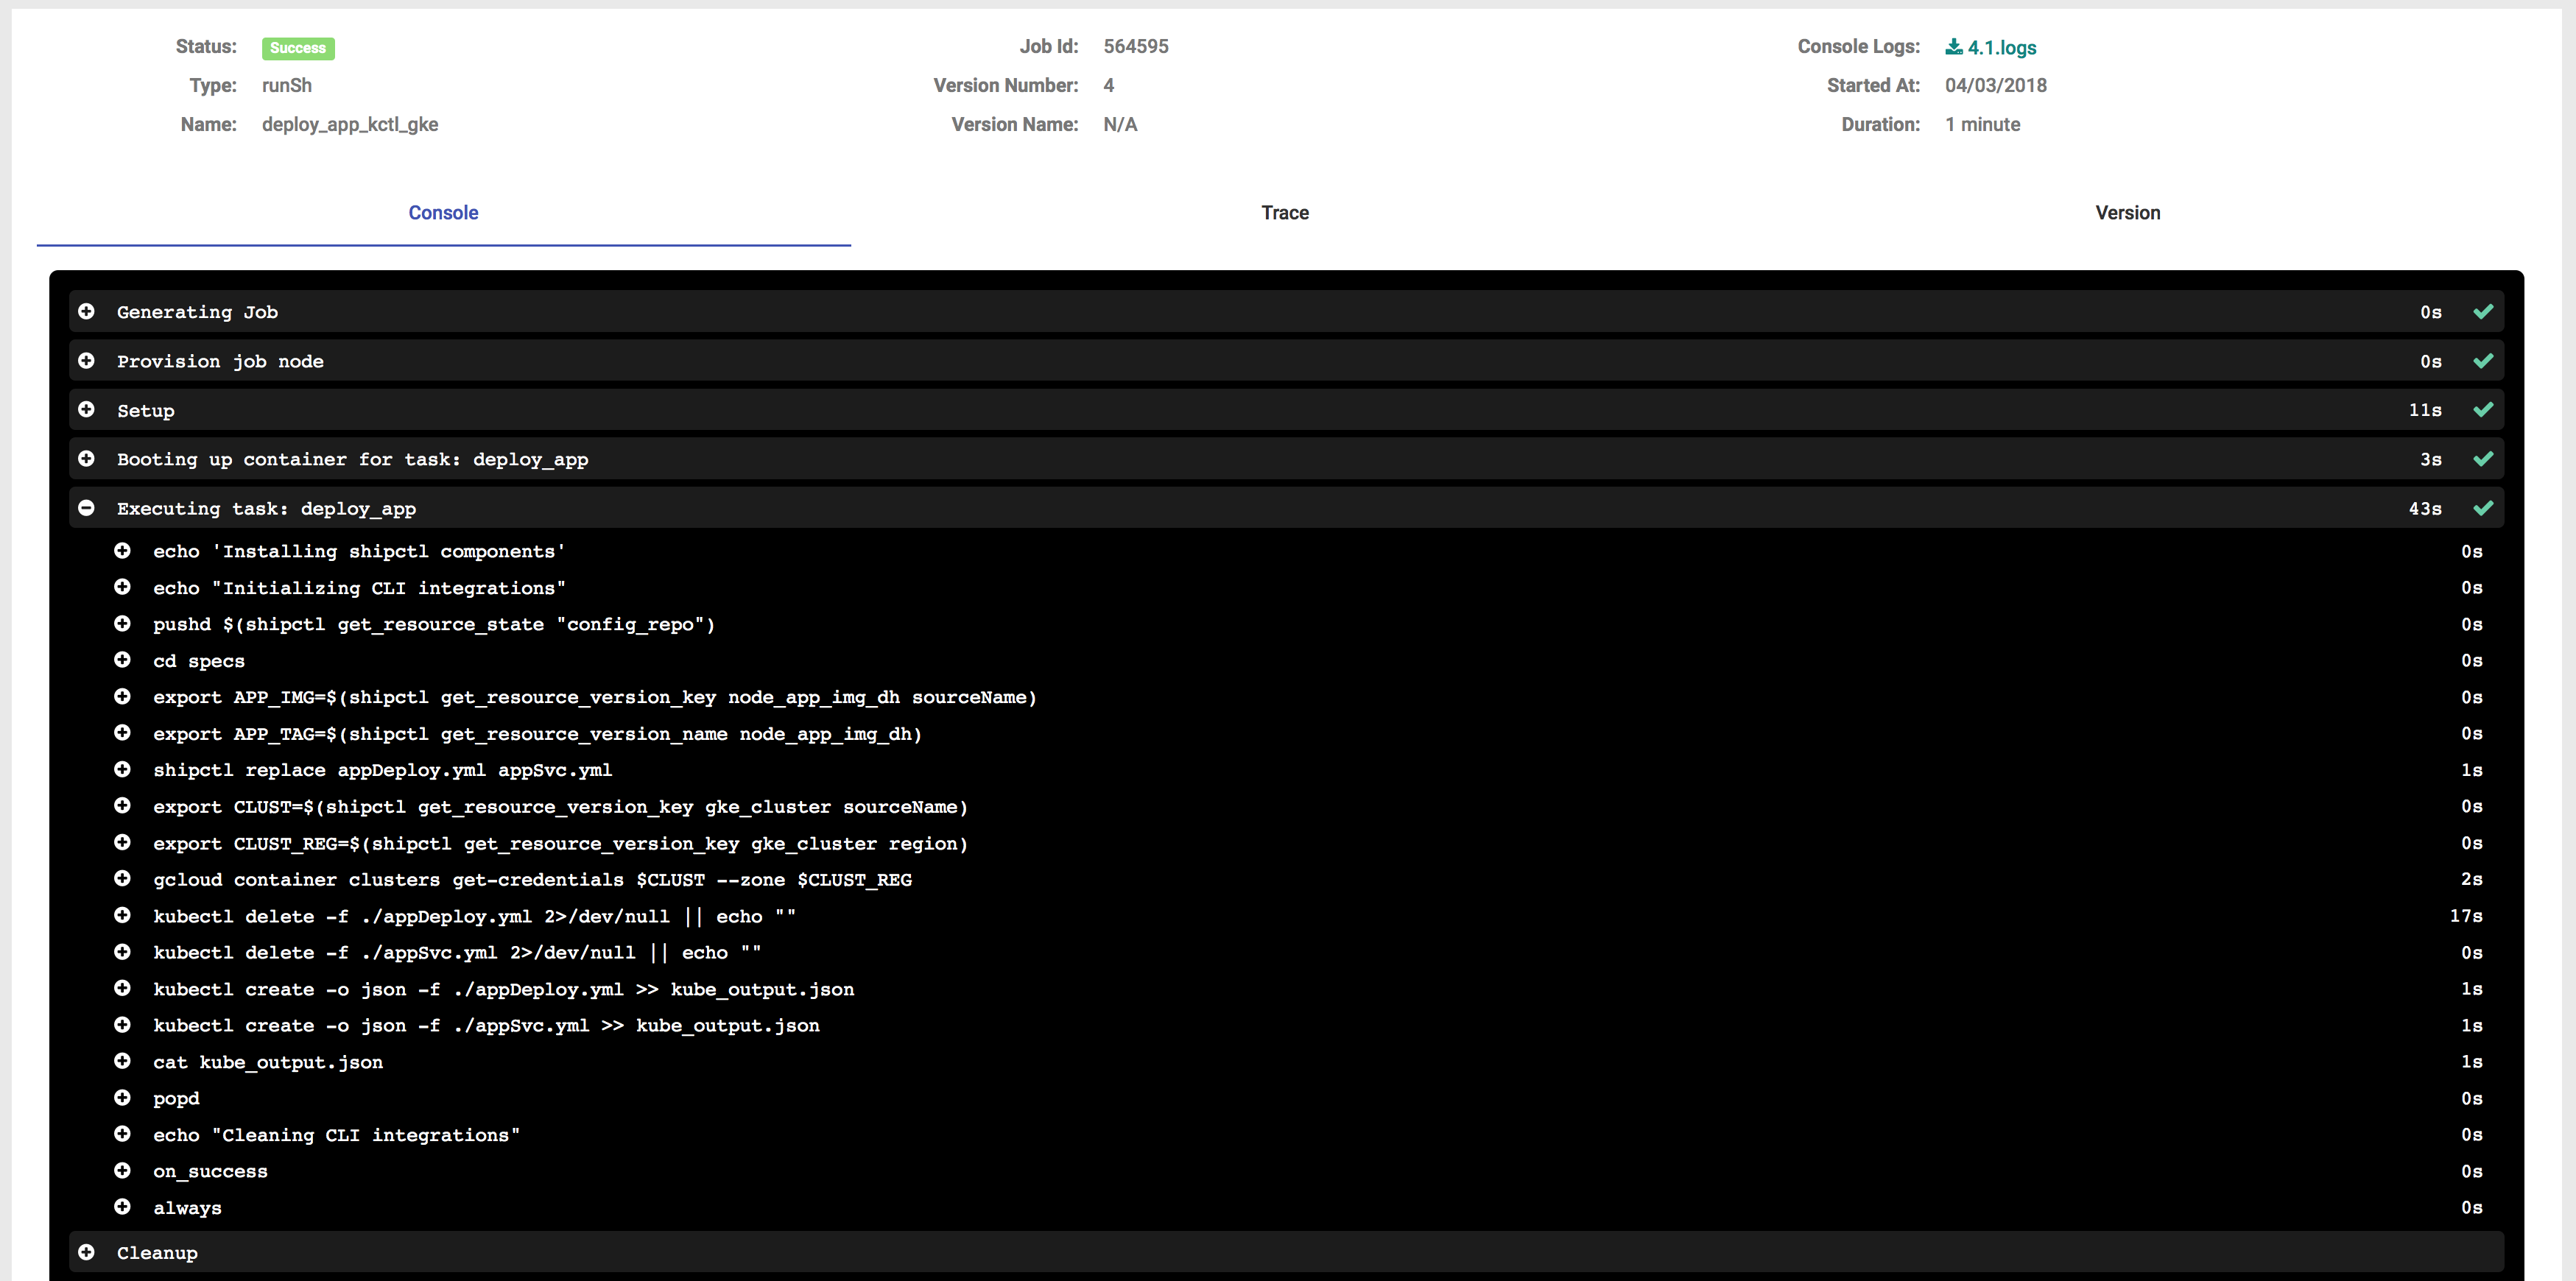 Status: Success Job Id: 564595 Console Logs: 4.1.logs
Type: runSh Version Number: 4 Started At: 04/03/2018
Name: deploy_app_kctl_gke Version Name: N/A Duration: 1 minute
Console Trace Version
Generating Job 0s
Provision job node 0s
Setup 11s
Booting up container for task: deploy_app 3s
Executing task: deploy_app 43s
echo 'Installing shipctl components' 0s
echo "Initializing CLI integrations" 0s
pushd $(shipctl get_resource_state "config_repo") 0s
cd specs 0s
export APP_IMG=$(shipctl get_resource_version_key node_app_img_dh sourceName) 0s
export APP_TAG=$(shipctl get_resource_version_name node_app_img_dh) 0s
shipctl replace appDeploy.yml appSvc.yml 1s
export CLUST=$(shipctl get_resource_version_key gke_cluster sourceName) 0s
export CLUST_REG=$(shipctl get_resource_version_key gke_cluster region) 0s
gcloud container clusters get-credentials $CLUST --zone $CLUST_REG 2s
kubectl delete -f ./appDeploy.yml 2>/dev/null || echo "" 17s
kubectl delete -f ./appSvc.yml 2>/dev/null || echo "" 0s
kubectl create -o json -f ./appDeploy.yml >> kube_output.json 1s
kubectl create -o json -f ./appSvc.yml >> kube_output.json 1s
cat kube_output.json 1s
popd 0s
echo "Cleaning CLI integrations" 0s
on_success 0s
always 0s
Cleanup